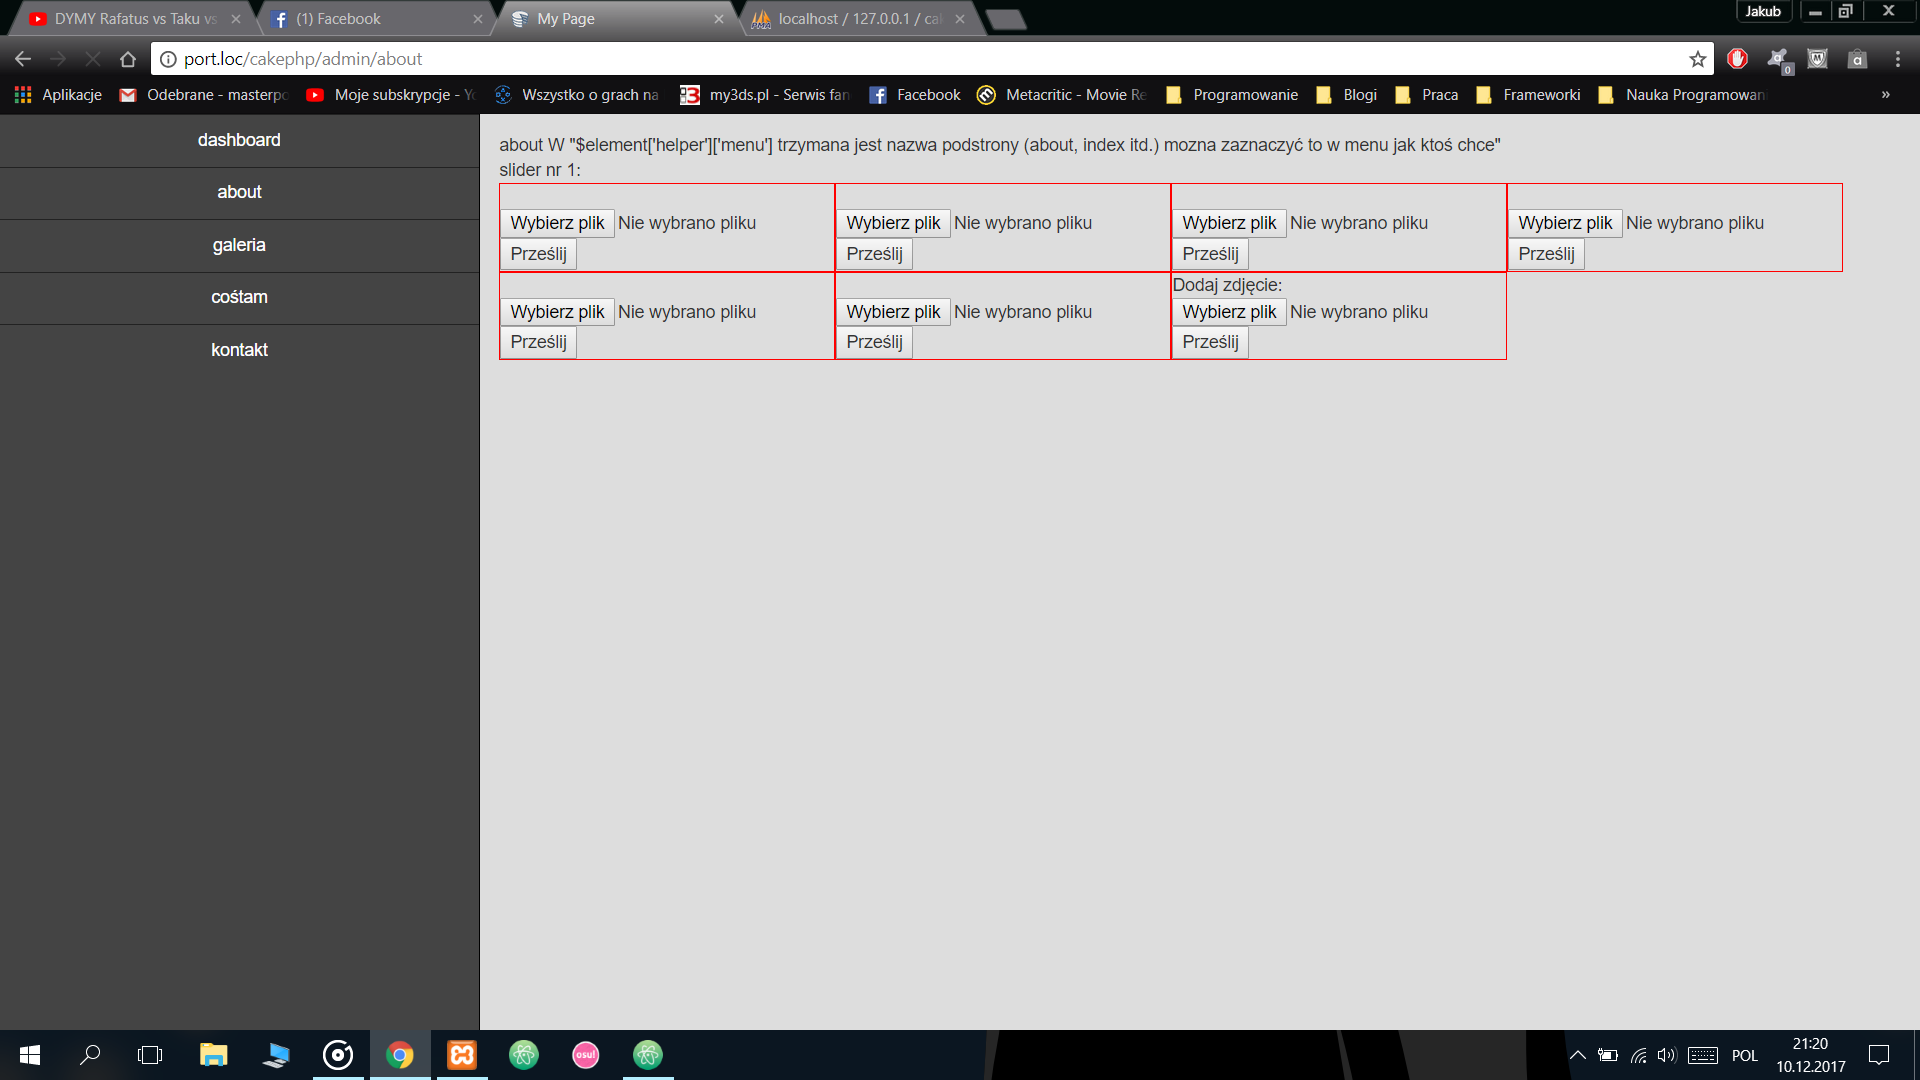 DYMY Rafatus vs Taku vs
(1) Facebook
My Page
localhost / 127.0.0.1 / cak
Jakub
port.loc/cakephp/admin/about
0
Aplikacje
Odebrane - masterpo
Moje subskrypcje - Yo
Wszystko o grach na
my3ds.pl - Serwis fan
Facebook
Metacritic - Movie Re
Programowanie
Blogi
Praca
Frameworki
Nauka Programowan
»
dashboard
about
galeria
cośtam
kontakt
about W "$element['helper']['menu'] trzymana jest nazwa podstrony (about, index itd.) mozna zaznaczyć to w menu jak ktoś chce"
slider nr 1:
Wybierz plik Nie wybrano pliku
Prześlij
Wybierz plik Nie wybrano pliku
Prześlij
Wybierz plik Nie wybrano pliku
Prześlij
Wybierz plik Nie wybrano pliku
Prześlij
Wybierz plik Nie wybrano pliku
Prześlij
Wybierz plik Nie wybrano pliku
Prześlij
Dodaj zdjęcie:
Wybierz plik Nie wybrano pliku
Prześlij
osu!
POL
21:20
10.12.2017